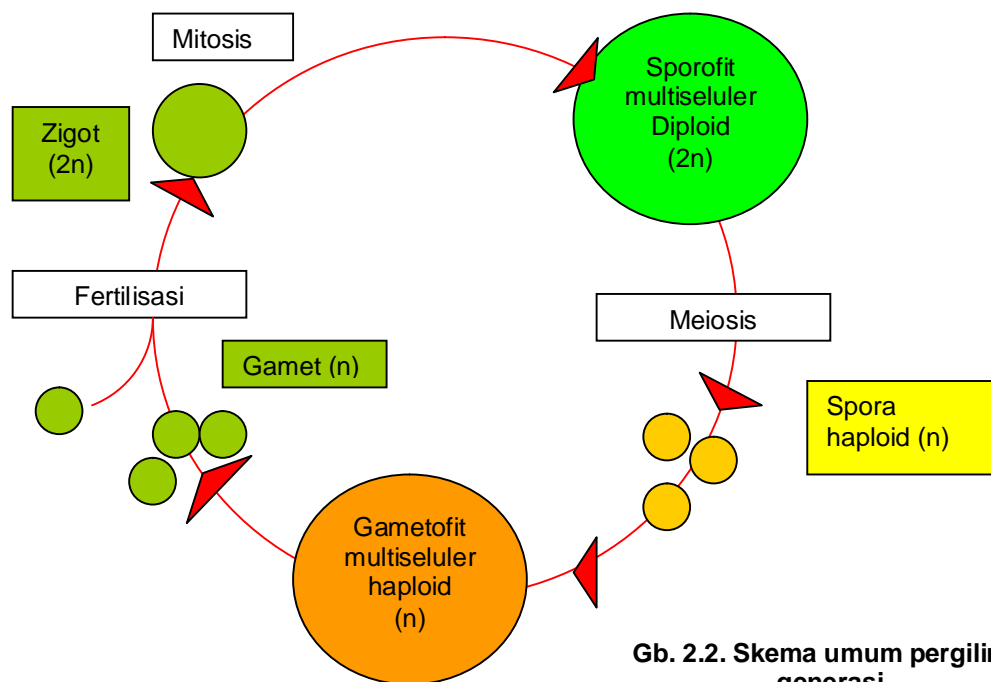 Mitosis
Sporofit
multiseluler
Diploid
(2n)
Zigot
(2n)
Fertilisasi
Meiosis
Gamet (n)
Spora
haploid (n)
Gametofit
multiseluler
haploid
(n)
Gb. 2.2. Skema umum
generasi